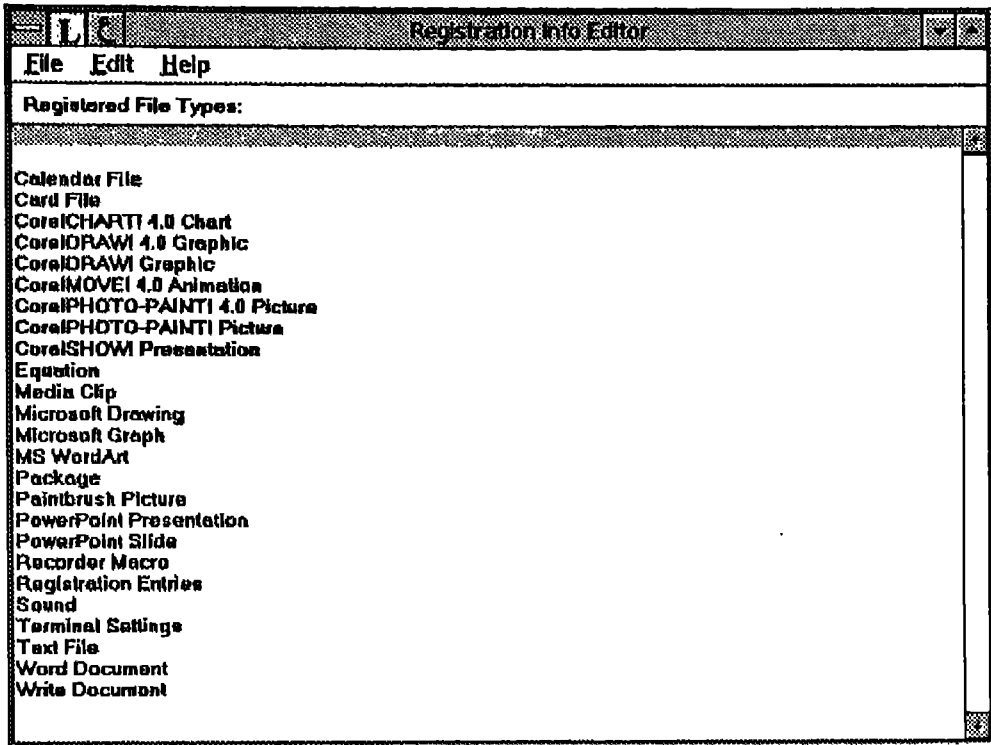 Registration Info Editor
File Edit Help
Registered File Types:
Calendar File
Card File
CorelCHART! 4.0 Chart
CorelDRAW! 4.0 Graphic
CorelDRAW! Graphic
CorelMOVE! 4.0 Animation
CorelPHOTO-PAINT! 4.0 Picture
CorelPHOTO-PAINT! Picture
CorelSHOW! Presentation
Equation
Media Clip
Microsoft Drawing
Microsoft Graph
MS WordArt
Package
Paintbrush Picture
PowerPoint Presentation
PowerPoint Slide
Recorder Macro
Registration Entries
Sound
Terminal Settings
Text File
Word Document
Write Document